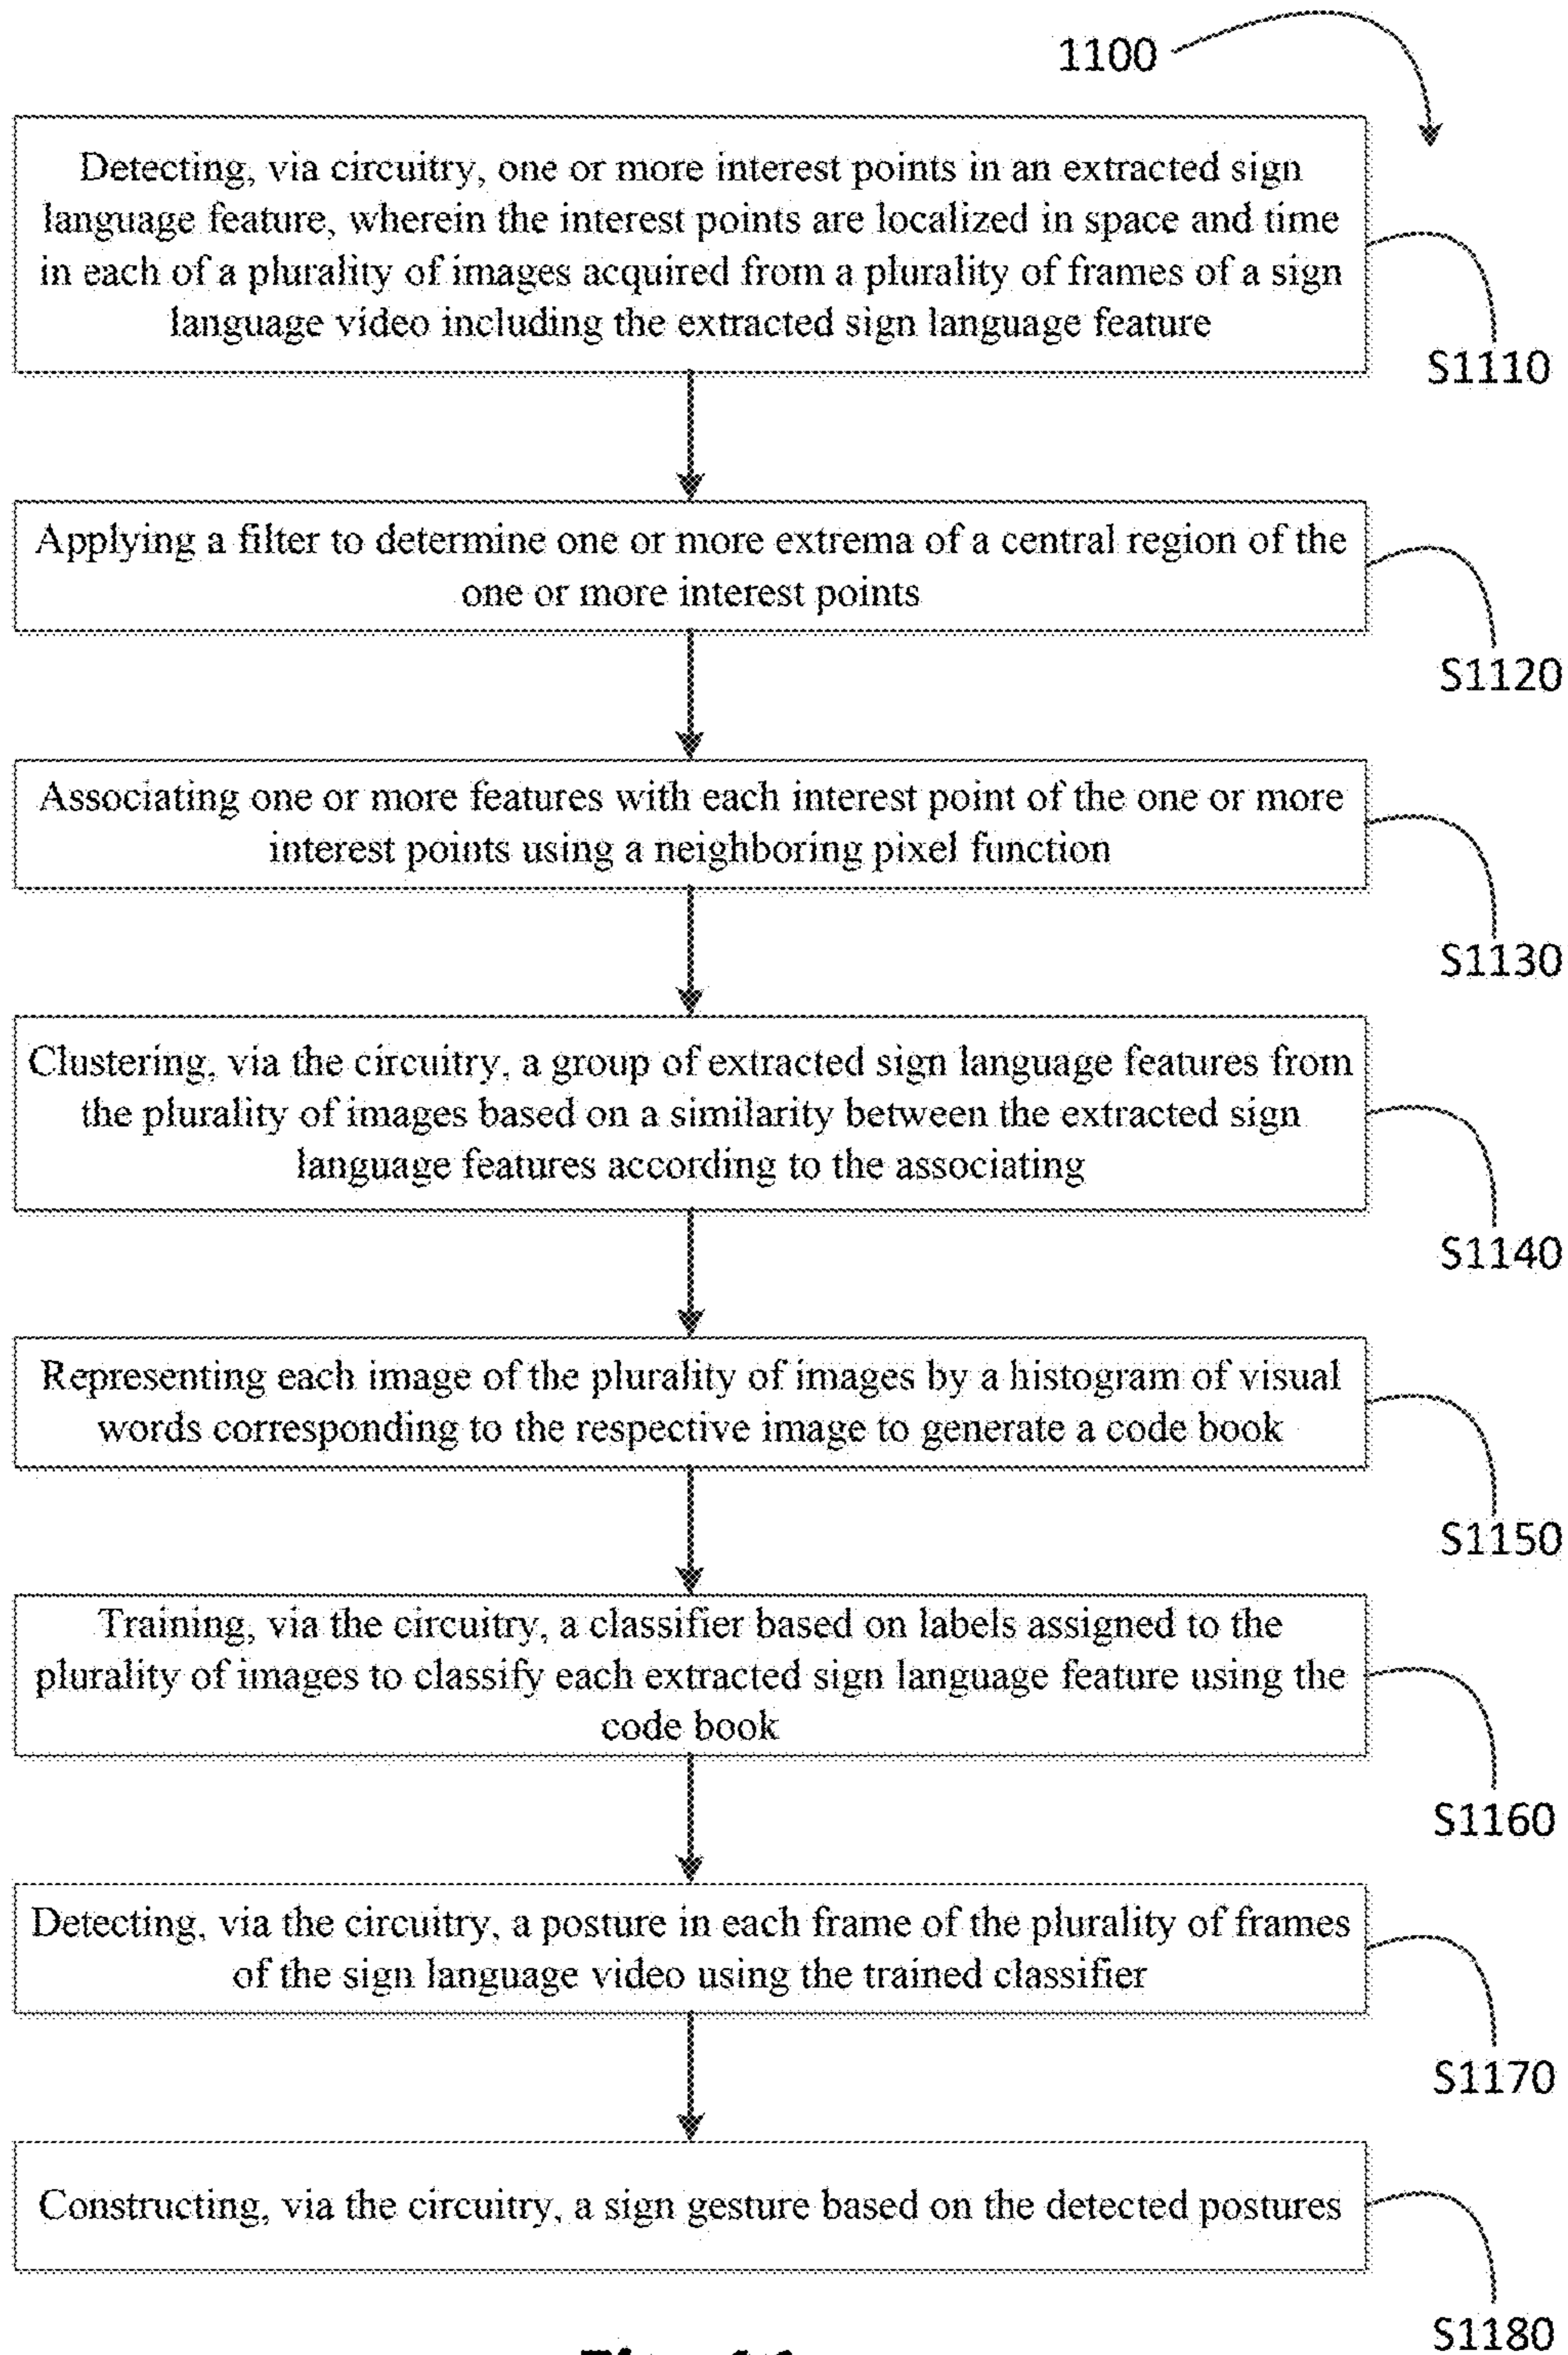 1100
Detecting, via circuitry, one or more interest points in an extracted sign
language feature, wherein the interest points are localized in space and time
in each of a plurality of images acquired from a plurality of frames of a sign
language video including the extracted sign language feature
S1110
Applying a filter to determine one or more extrema of a central region of the
one or more interest points
S1120
Associating one or more features with each interest point of the one or more
interest points using a neighboring pixel function
S1130
Clustering, via the circuitry, a group of extracted sign language features from
the plurality of images based on a similarity between the extracted sign
language features according to the associating
S1140
Representing each image of the plurality of images by a histogram of visual
words corresponding to the respective image to generate a code book
S1150
Training, via the circuitry, a classifier based on labels assigned to the
plurality of images to classify each extracted sign language feature using the
code book
S1160
Detecting, via the circuitry, a posture in each frame of the plurality of frames
of the sign language video using the trained classifier
S1170
Constructing, via the circuitry, a sign gesture based on the detected postures
S1180